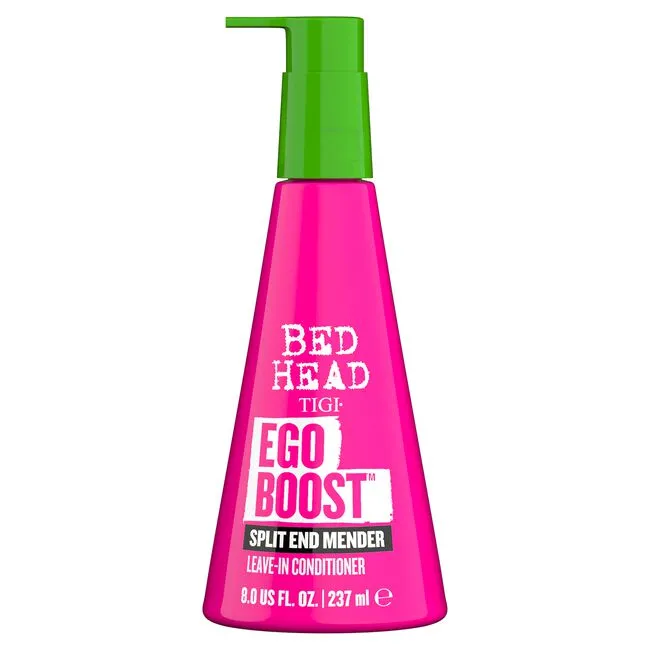 BED
HEAD
TIGI·
EGO
BOOST™
SPLIT END MENDER
LEAVE-IN CONDITIONER
8.0 US FL. OZ. | 237 ml ℮